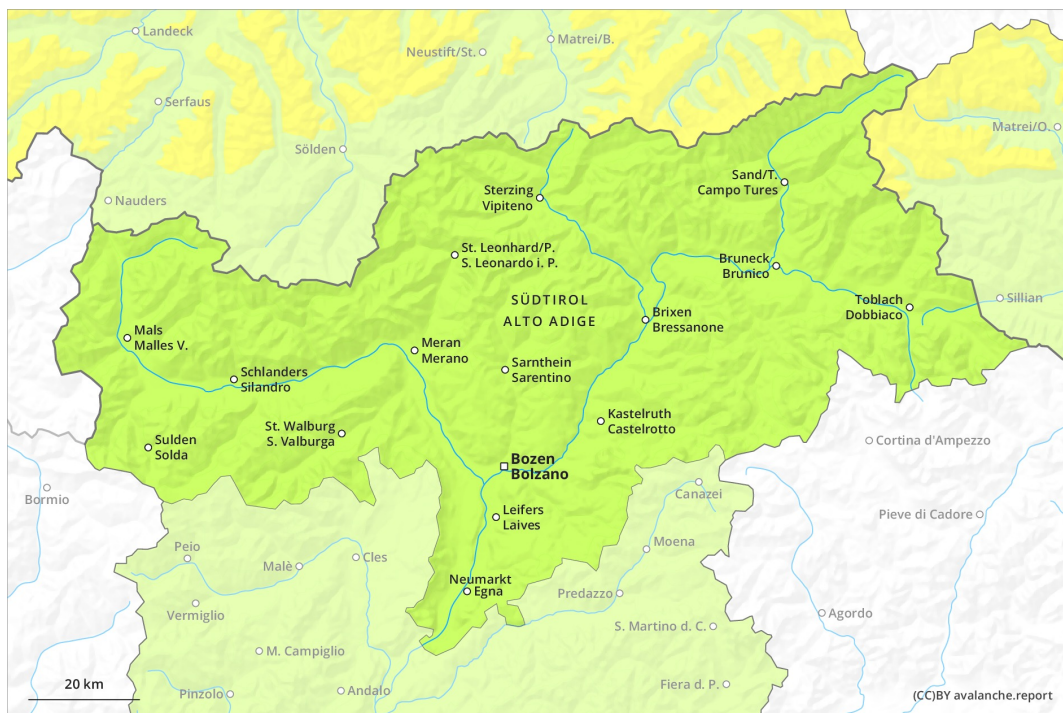 Landeck
Neustift/St.
Matrei/B.
Serfaus
Sölden
Matrei/O.
Nauders
Sterzing
Vipiteno
Sand/T.
Campo Tures
St. Leonhard/P.
S. Leonardo i. P.
Bruneck
Brunico
SÜDTIROL
ALTO ADIGE
Toblach
Dobbiaco
Sillian
Mals
Malles V.
Brixen
Bressanone
Meran
Merano
Schlanders
Silandro
Sarnthein
Sarentino
Kastelruth
Castelrotto
St. Walburg
S. Valburga
Sulden
Solda
Cortina d'Ampezzo
Bozen
Bolzano
Bormio
Canazei
Leifers
Laives
Pieve di Cadore
Moena
Peio
Malè
Cles
Neumarkt
Egna
Predazzo
Vermiglio
Agordo
S. Martino d. C.
M. Campiglio
20 km
Pinzolo
Andalo
Fiera d. P.
(CC)BY avalanche.report